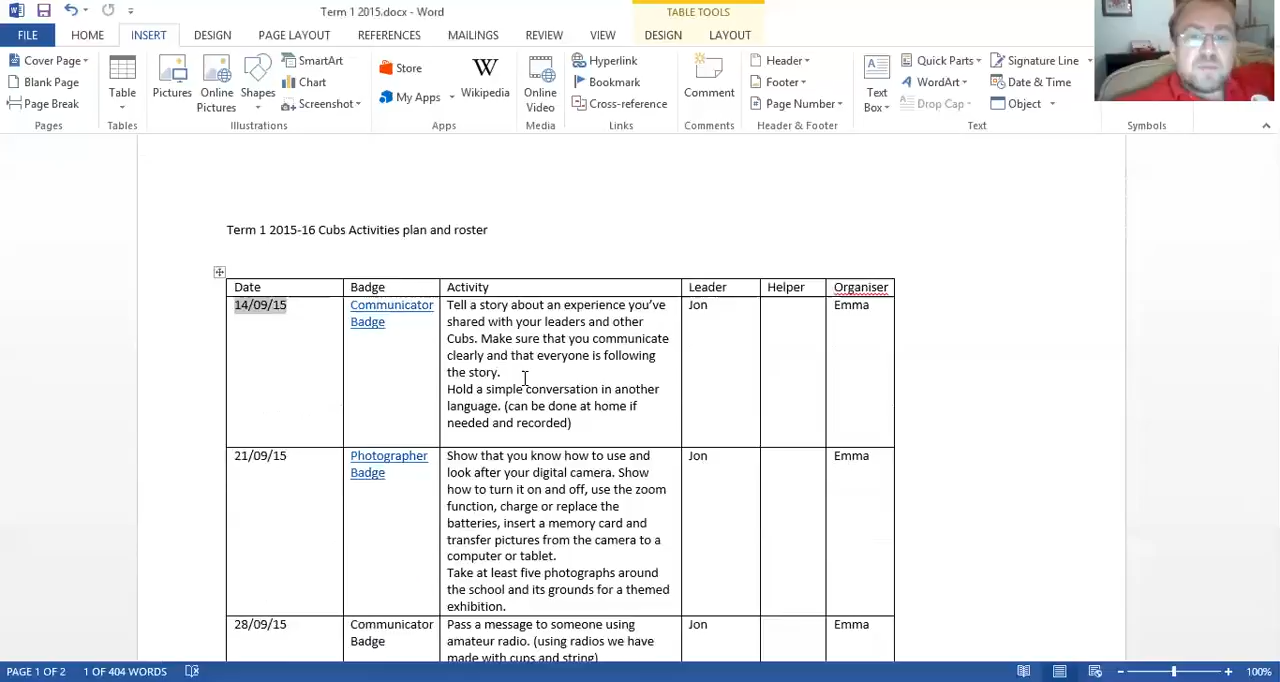 Term 1 2015.docx - Word
TABLE TOOLS
FILE HOME INSERT DESIGN PAGE LAYOUT REFERENCES MAILINGS REVIEW VIEW DESIGN LAYOUT
Cover Page
Blank Page
Page Break
Pages
Table
Tables
Pictures
Online
Pictures
Shapes
SmartArt
Chart
Screenshot
Illustrations
Store
My Apps
Wikipedia
Apps
Online
Video
Media
Hyperlink
Bookmark
Cross-reference
Links
Comment
Comments
Header
Footer
Page Number
Header & Footer
Text
Box
Quick Parts
WordArt
Drop Cap
Signature Line
Date & Time
Object
Text
Symbols
Term 1 2015-16 Cubs Activities plan and roster
Date Badge Activity Leader Helper Organiser
14/09/15
Communicator
Badge
Tell a story about an experience you've
shared with your leaders and other
Cubs. Make sure that you communicate
clearly and that everyone is following
the story.
Hold a simple conversation in another
language. (can be done at home if
needed and recorded)
Jon
Emma
21/09/15
Photographer
Badge
Show that you know how to use and
look after your digital camera. Show
how to turn it on and off, use the zoom
function, charge or replace the
batteries, insert a memory card and
transfer pictures from the camera to a
computer or tablet.
Take at least five photographs around
the school and its grounds for a themed
exhibition.
Jon
Emma
28/09/15
Communicator
Badge
Pass a message to someone using
amateur radio. (using radios we have
made with cups and string)
Jon
Emma
PAGE 1 OF 2 1 OF 404 WORDS
100%